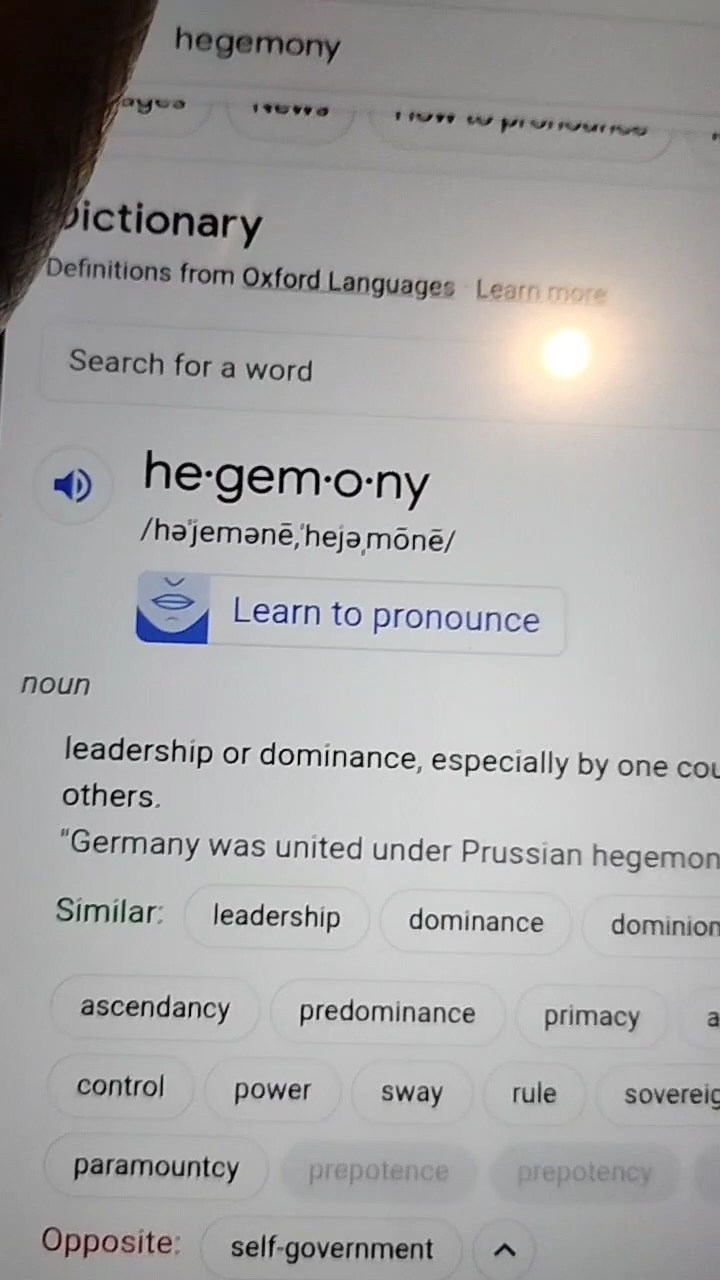 hegemony
Dictionary
Definitions from Oxford Languages · Learn more
Search for a word
he·gem·o·ny
/həˈjemənē,ˈhejəˌmōnē/
Learn to pronounce
noun
leadership or dominance, especially by one
others.
"Germany was united under Prussian hegemon
Similar: leadership dominance dominion
ascendancy predominance primacy a
control power sway rule sovereig
paramountcy prepotence prepotency
Opposite: self-government